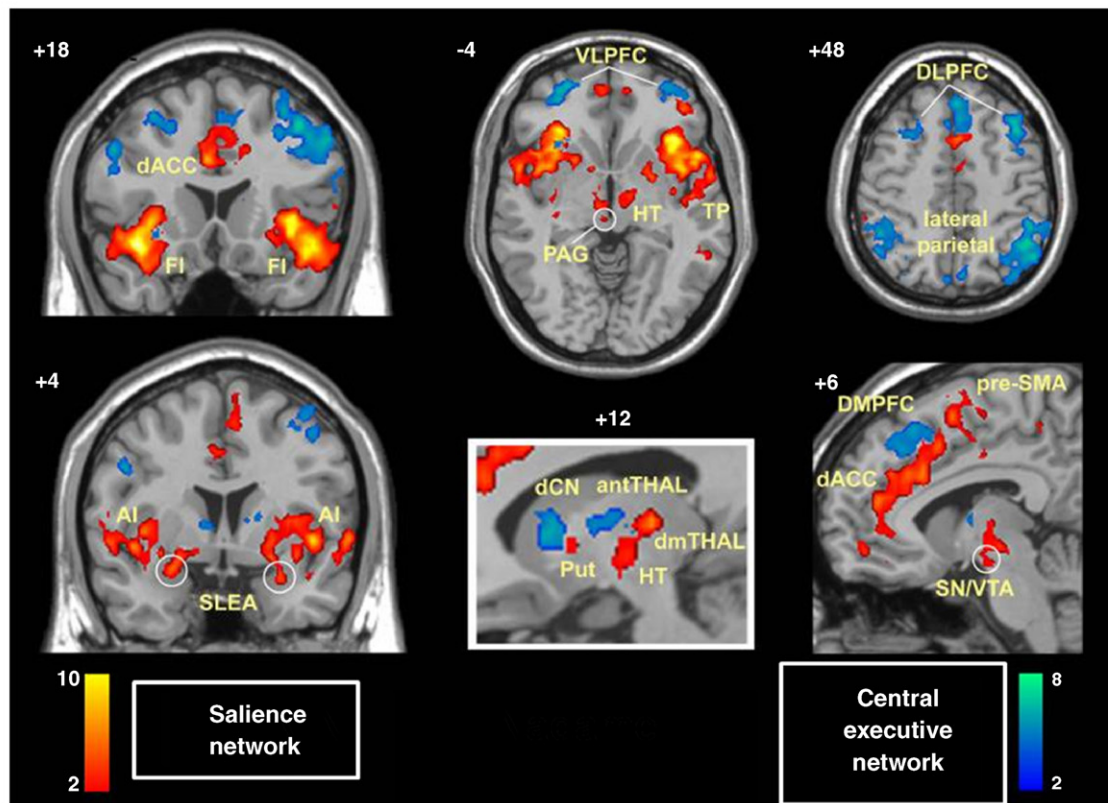 +18
dACC
FI
FI
-4
VLPFC
HT
TP
PAG
+48
DLPFC
lateral
parietal
+4
AI
AI
SLEA
+12
dCN
antTHAL
dmTHAL
Put
HT
+6
pre-SMA
DMPFC
dACC
SN/VTA
10
2
Salience
network
Central
executive
network
8
2